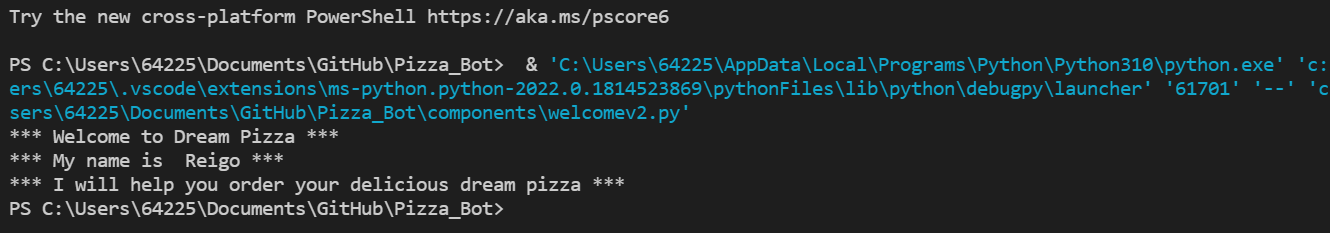 Try the new cross-platform PowerShell https://aka.ms/pscore6
PS C:\Users\64225\Documents\GitHub\Pizza_Bot>  & 'C:\Users\64225\AppData\Local\Programs\Python\Python310\python.exe' 'c:
ers\64225\.vscode\extensions\ms-python.python-2022.0.1814523869\pythonFiles\lib\python\debugpy\launcher' '61701' '--' 'c
sers\64225\Documents\GitHub\Pizza_Bot\components\welcomev2.py'
*** Welcome to Dream Pizza ***
*** My name is  Reigo ***
*** I will help you order your delicious dream pizza ***
PS C:\Users\64225\Documents\GitHub\Pizza_Bot>